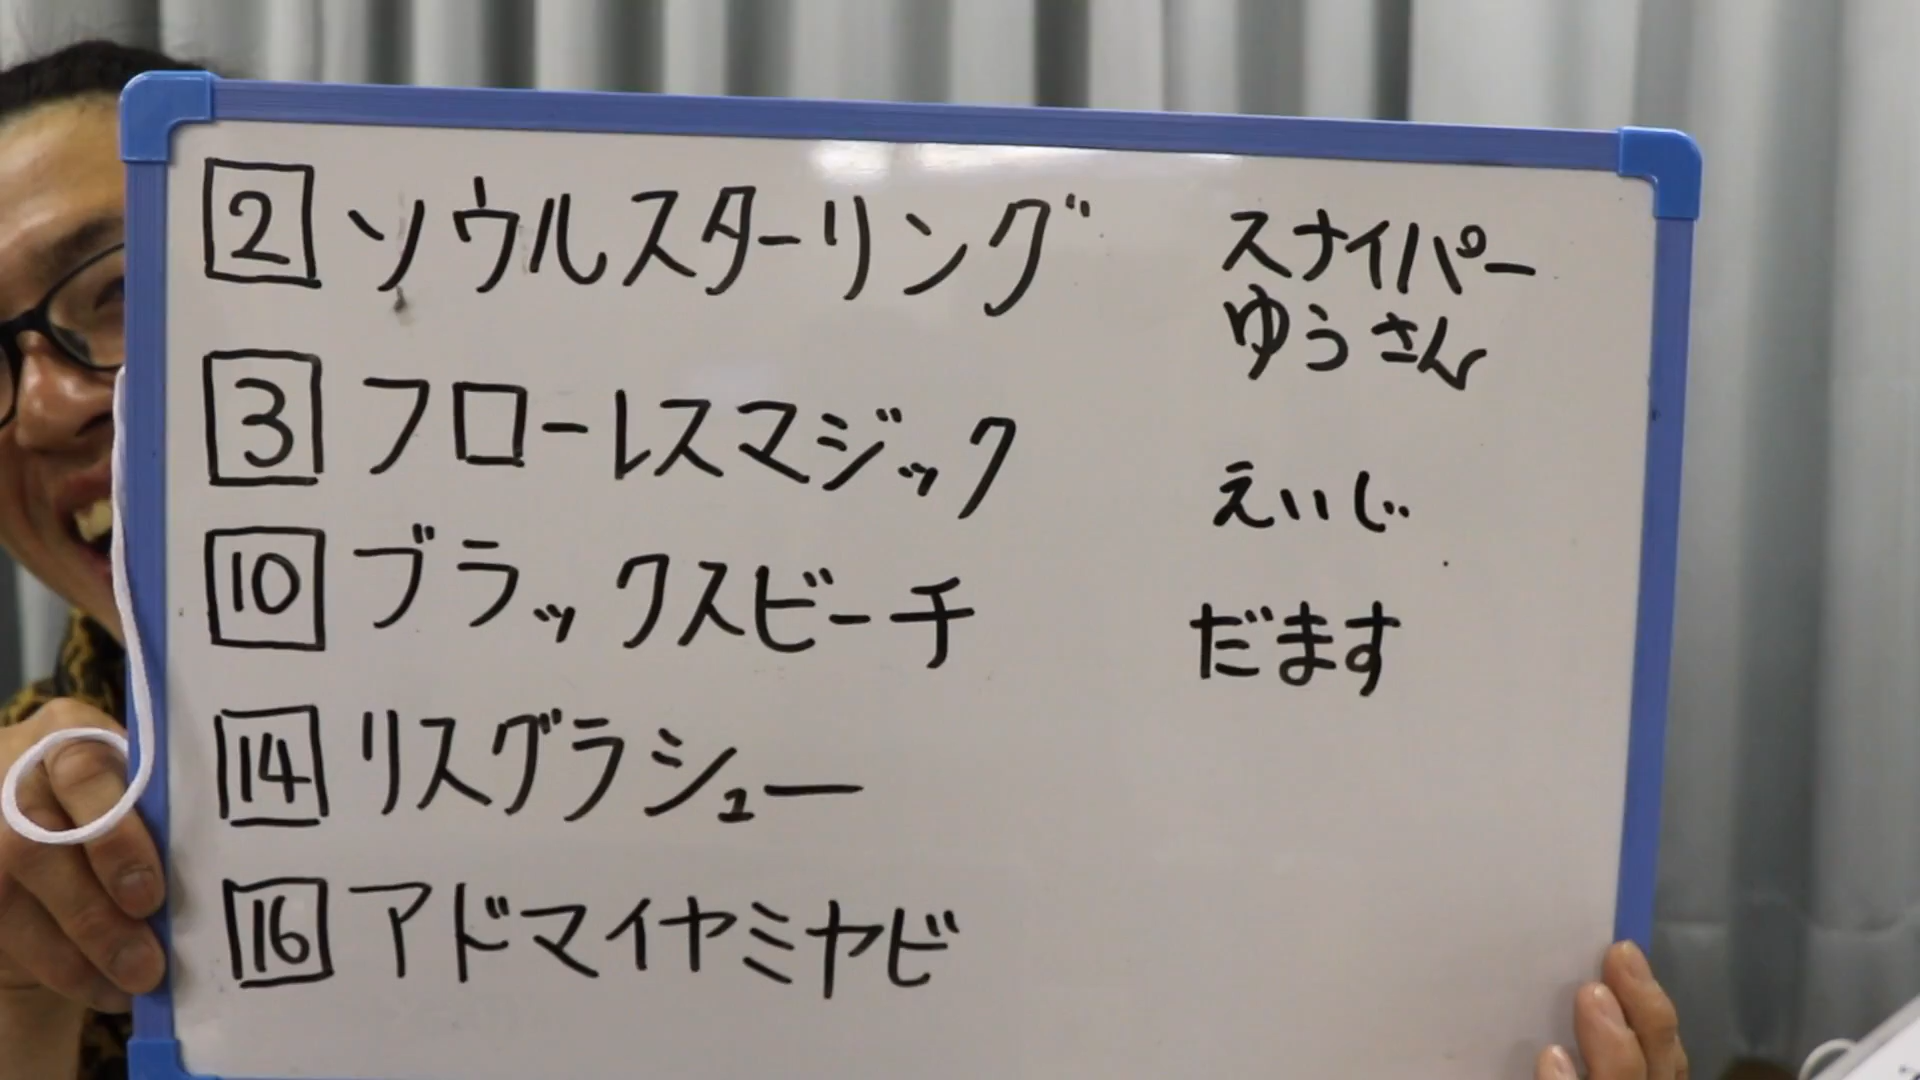 2 ソウルスターリング スナイパー
ゆうさん
3 フローレスマジック えいじ
10 ブラックスビーチ だます
14 リスグラシュー
16 アドマイヤミヤビ